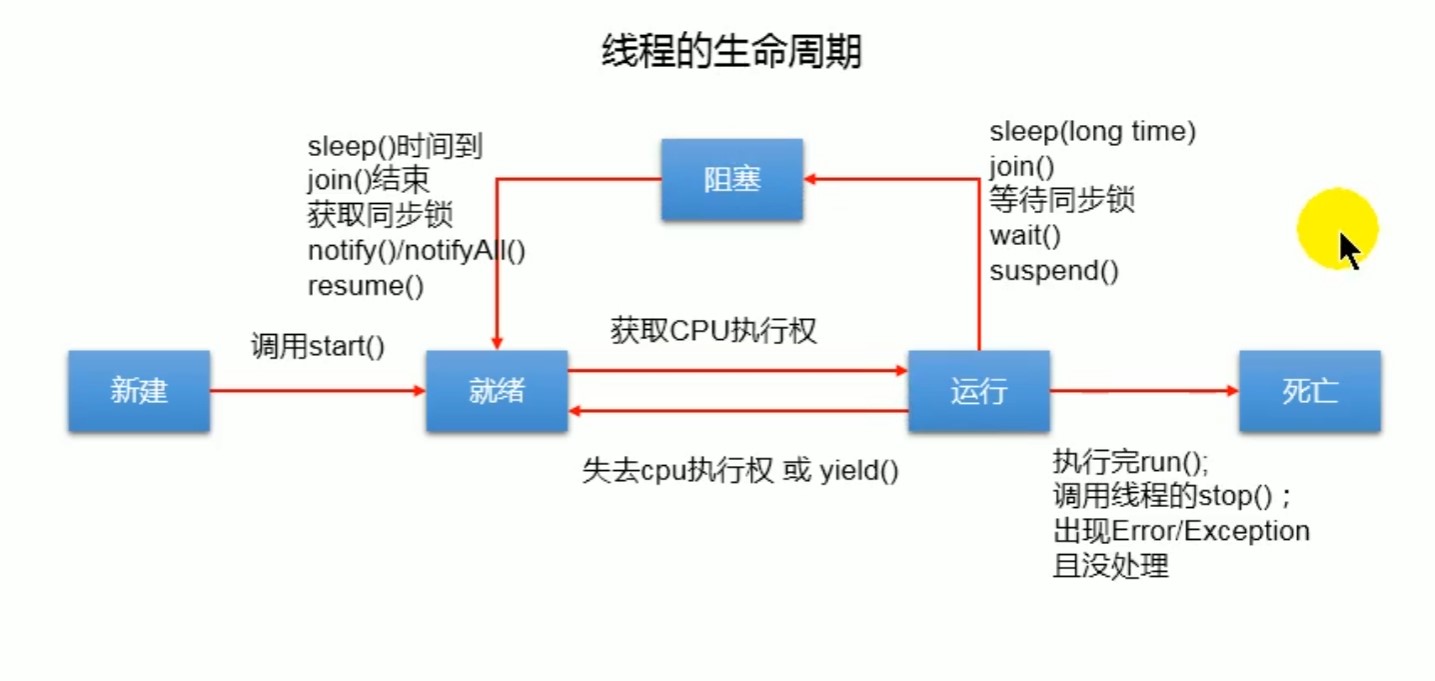 线程的生命周期
sleep()时间到
join()结束
获取同步锁
notify()/notifyAll()
resume()
阻塞
sleep(long time)
join()
等待同步锁
wait()
suspend()
调用start()
获取CPU执行权
新建
就绪
运行
死亡
失去cpu执行权 或 yield()
执行完run();
调用线程的stop()；
出现Error/Exception
且没处理